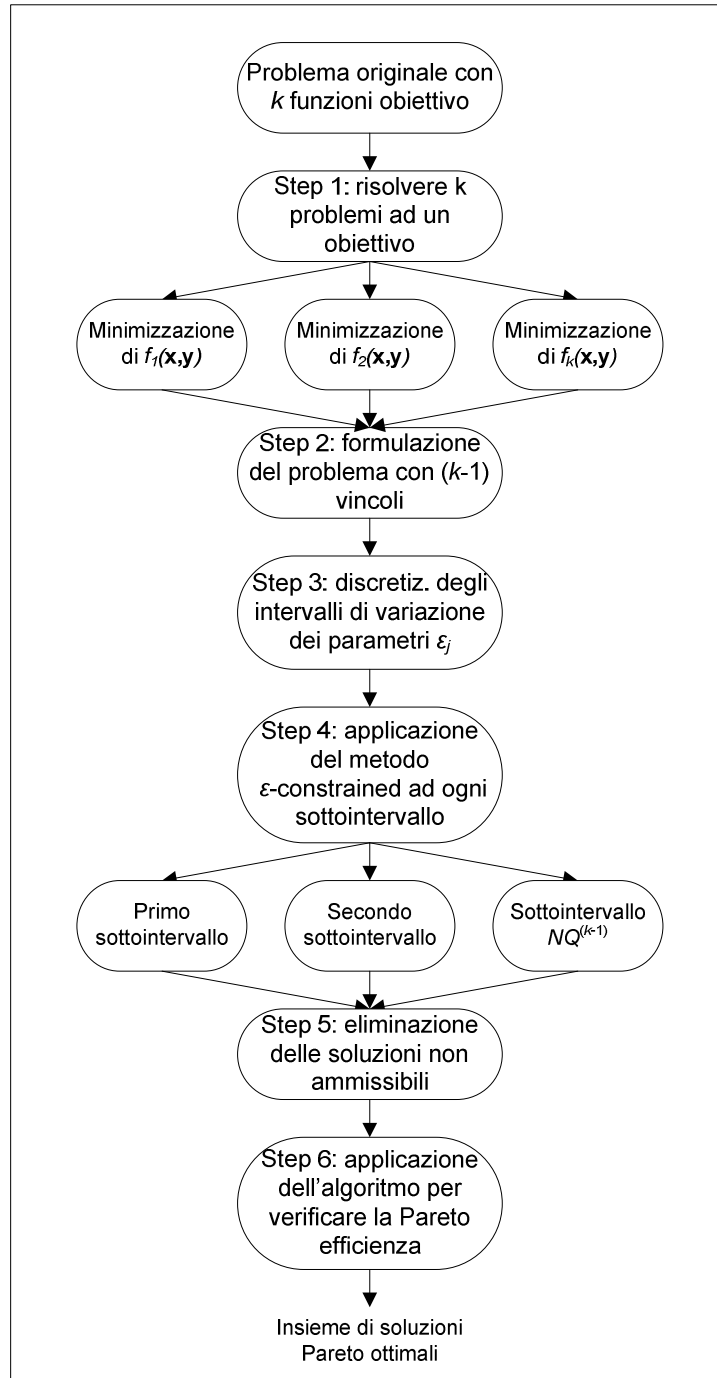 Problema originale con
k funzioni obiettivo
Step 1: risolvere k
problemi ad un
obiettivo
Minimizzazione
di f1(x,y)
Minimizzazione
di f2(x,y)
Minimizzazione
di fk(x,y)
Step 2: formulazione
del problema con (k-1)
vincoli
Step 3: discretiz. degli
intervalli di variazione
dei parametri εj
Step 4: applicazione
del metodo
ε-constrained ad ogni
sottointervallo
Primo
sottointervallo
Secondo
sottointervallo
Sottointervallo
NQ(k-1)
Step 5: eliminazione
delle soluzioni non
ammissibili
Step 6: applicazione
dell'algoritmo per
verificare la Pareto
efficienza
Insieme di soluzioni
Pareto ottimali